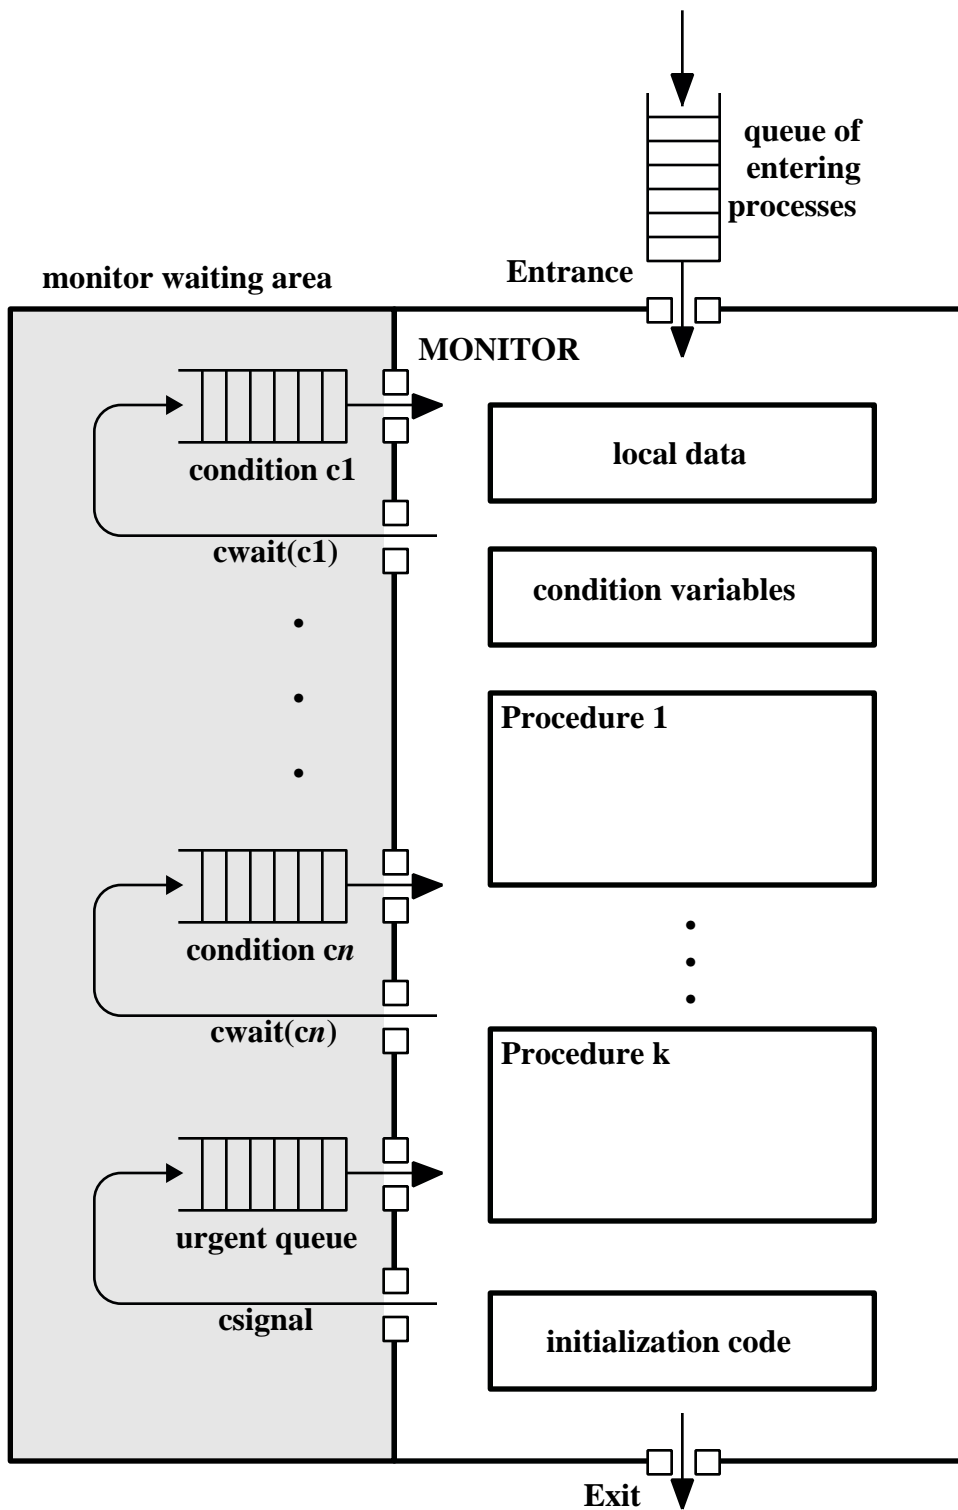 queue of
entering
processes
Entrance
monitor waiting area
MONITOR
condition c1
local data
cwait(c1)
condition variables
Procedure 1
condition cn
cwait(cn)
Procedure k
urgent queue
csignal
initialization code
Exit